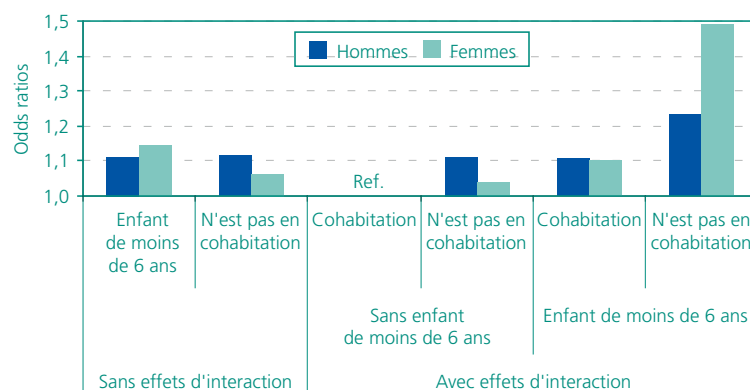 1,5
1,4
1,3
1,2
1,1
1,0
Odds ratios
Hommes
Femmes
Ref.
Enfant
de moins
de 6 ans
N'est pas en
cohabitation
Cohabitation
N'est pas en
cohabitation
Cohabitation
N'est pas en
cohabitation
Sans enfant
de moins de 6 ans
Enfant de moins de 6 ans
Sans effets d'interaction
Avec effets d'interaction